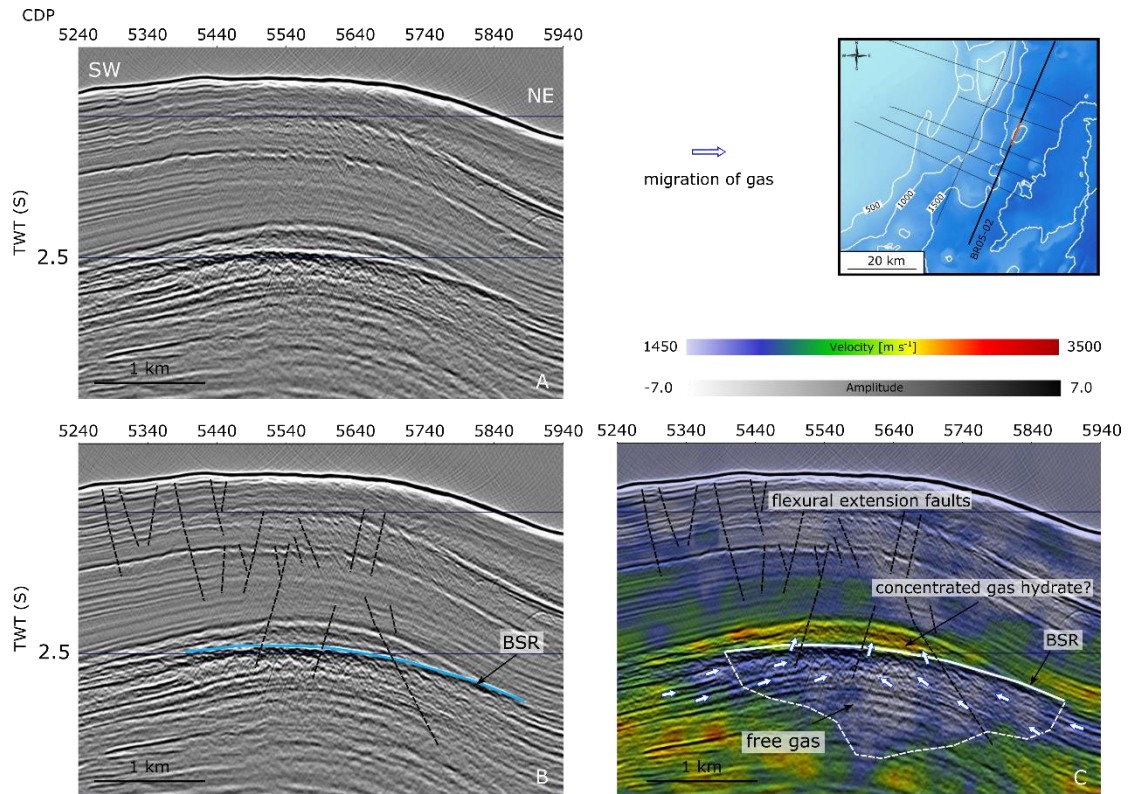 CDP
5240 5340 5440 5540 5640 5740 5840 5940
SW
NE
TWT (S)
2.5
1 km
A
migration of gas
500
1000
1500
BR05-02
20 km
1450 Velocity [m s⁻¹] 3500
-7.0 Amplitude 7.0
5240 5340 5440 5540 5640 5740 5840 5940
TWT (S)
2.5
BSR
1 km
B
5240 5340 5440 5540 5640 5740 5840 5940
flexural extension faults
concentrated gas hydrate?
BSR
free gas
1 km
C